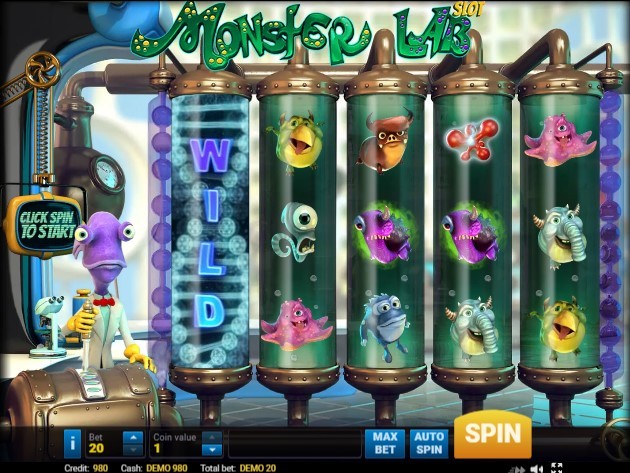 MONSTER LAB
SLOT
WILD
CLICK SPIN
TO START
i
Bet
20
Coin value
1
MAX
BET
AUTO
SPIN
SPIN
Credit: 980 Cash: DEMO 980 Total bet: DEMO 20